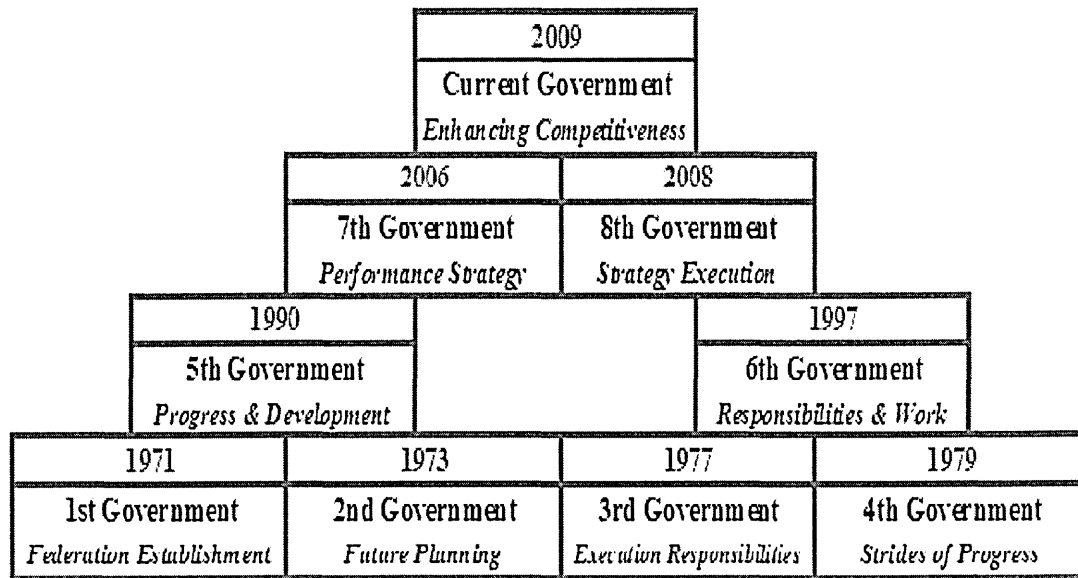 2009
Current Government
Enhancing Competitiveness
2006 2008
7th Government 8th Government
Performance Strategy Strategy Execution
1990 1997
5th Government 6th Government
Progress & Development Responsibilities & Work
1971 1973 1977 1979
1st Government 2nd Government 3rd Government 4th Government
Federation Establishment Future Planning Execution Responsibilities Strides of Progress